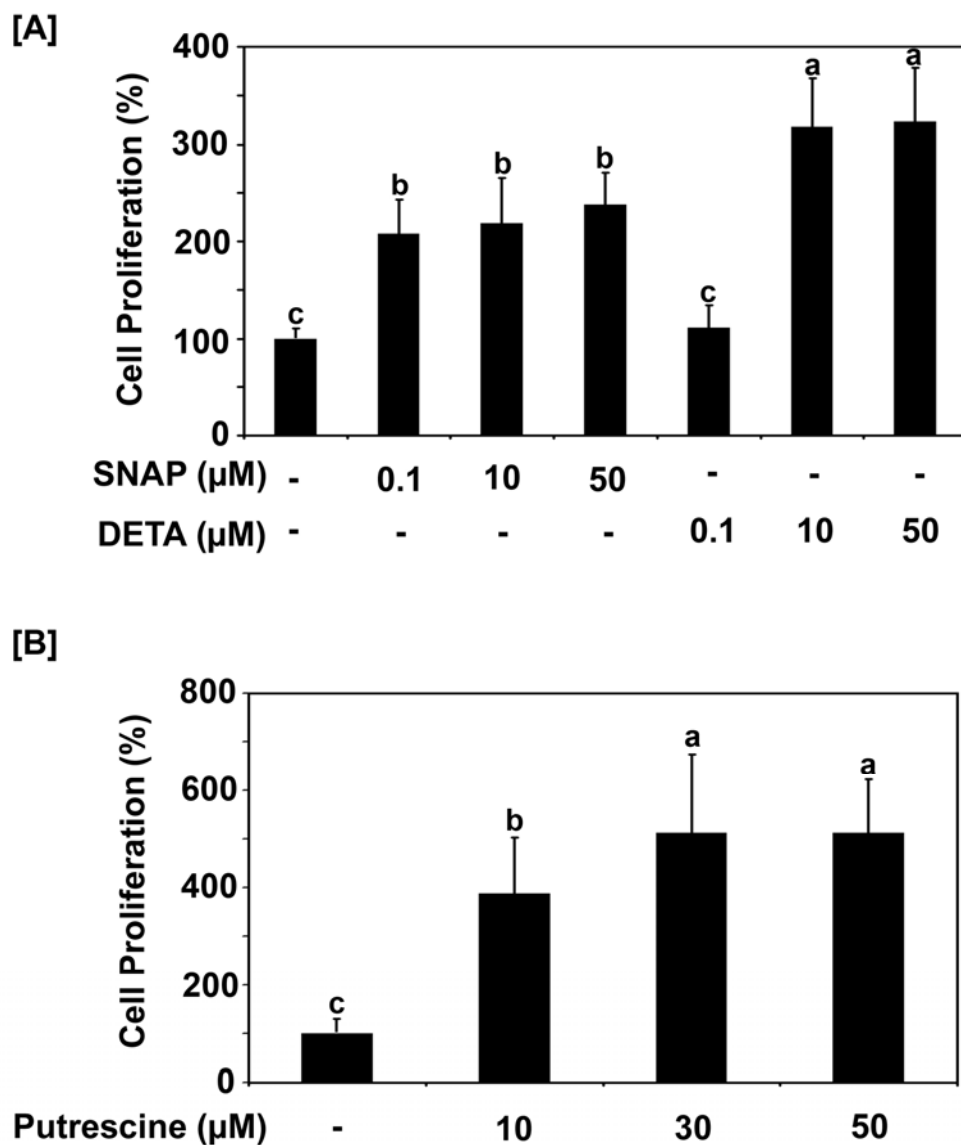 [A]
Cell Proliferation (%)
400
300
200
100
0
c
b
b
b
c
a
a
SNAP (µM) - 0.1 10 50 - - -
DETA (µM) - - - - 0.1 10 50
[B]
Cell Proliferation (%)
800
600
400
200
0
c
b
a
a
Putrescine (µM) - 10 30 50